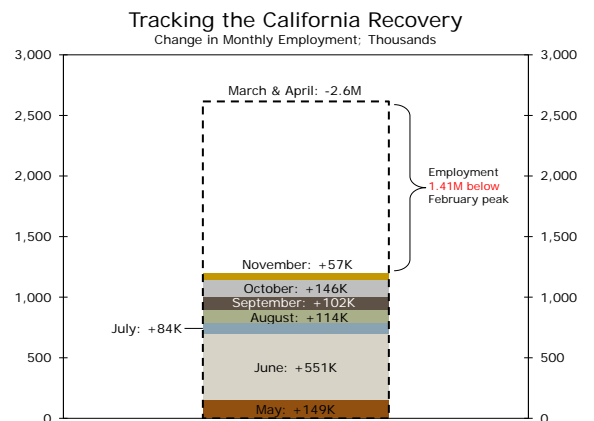 Tracking the California Recovery
Change in Monthly Employment; Thousands
3,000
3,000
March & April: -2.6M
2,500
2,500
2,000
2,000
Employment
1.41M below
February peak
1,500
1,500
November: +57K
October: +146K
1,000
1,000
September: +102K
August: +114K
July: +84K
500
500
June: +551K
May: +149K
0
0